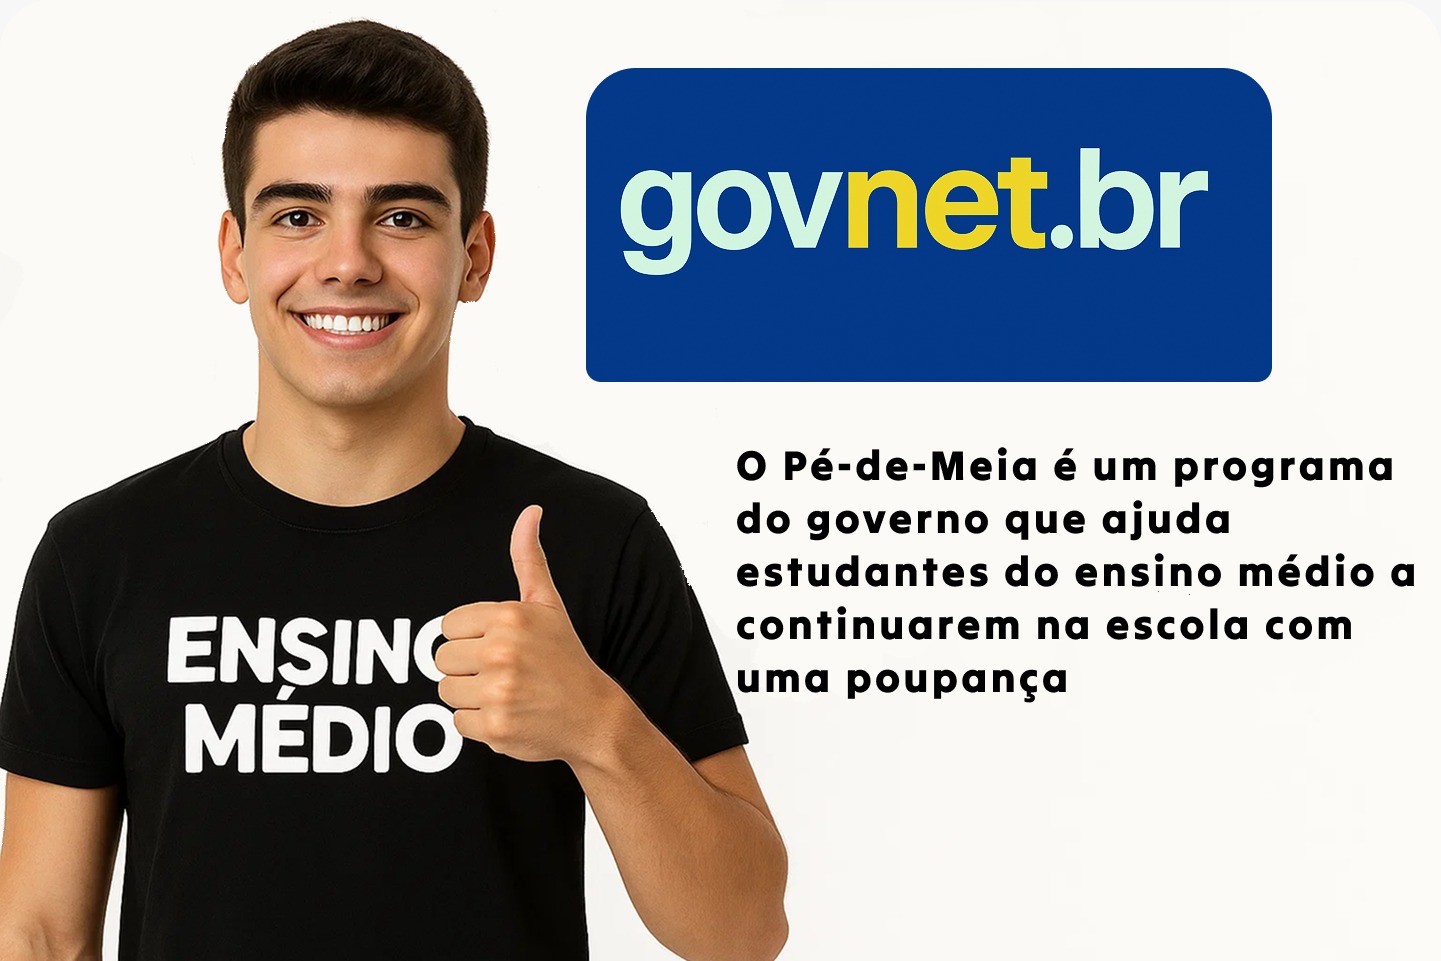 govnet.br
O Pé-de-Meia é um programa
do governo que ajuda
estudantes do ensino médio a
continuarem na escola com
uma poupança
ENSINO
MÉDIO